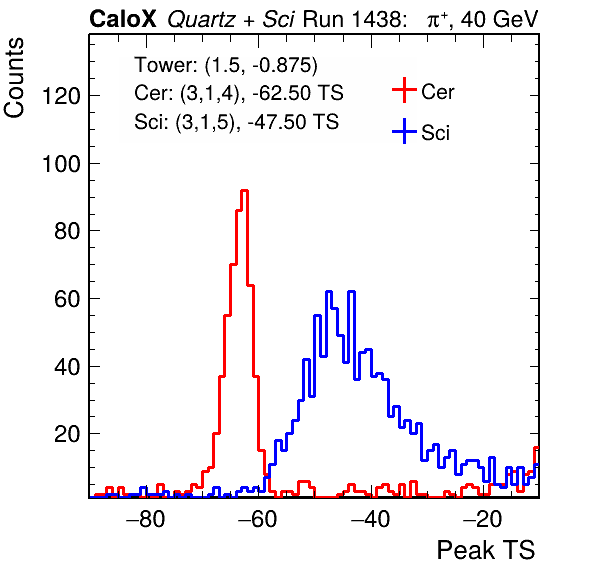 CaloX Quartz + Sci Run 1438: π⁺, 40 GeV
Counts
Tower: (1.5, -0.875)
Cer: (3,1,4), -62.50 TS
Sci: (3,1,5), -47.50 TS
Cer
Sci
120
100
80
60
40
20
−80 −60 −40 −20
Peak TS